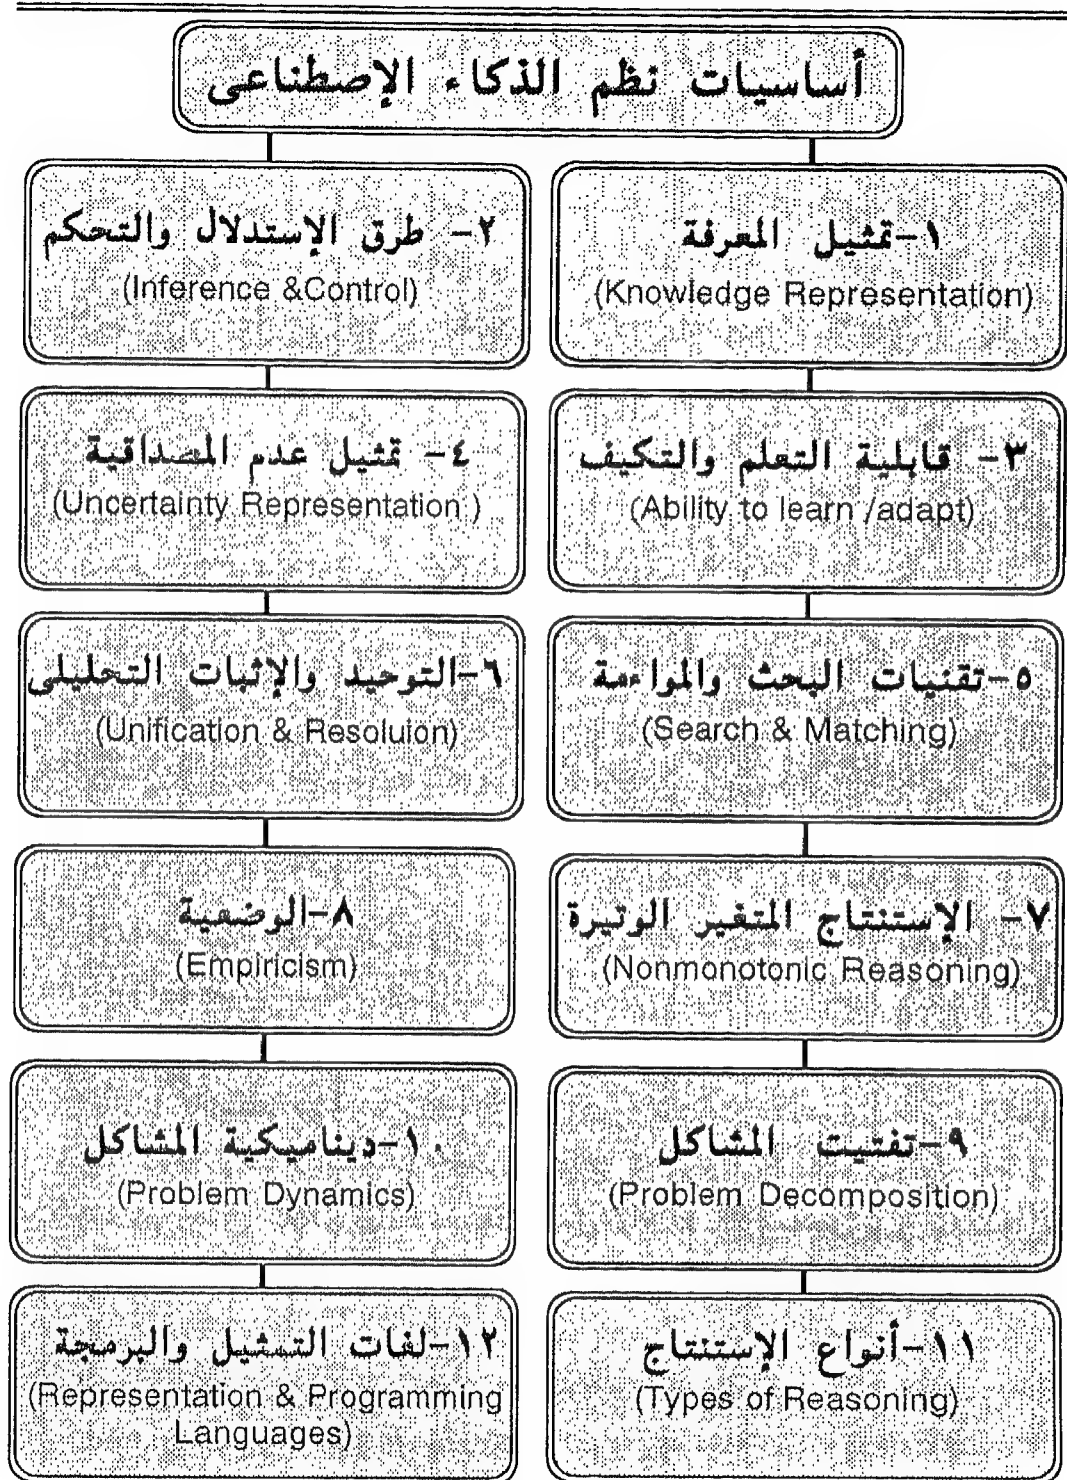 أساسيات نظم الذكاء الإصطناعى
١-تمثيل المعرفة
(Knowledge Representation)
٢- طرق الإستدلال والتحكم
(Inference &Control)
٣- قابلية التعلم والتكيف
(Ability to learn /adapt)
٤- تمثيل عدم المصداقية
(Uncertainty Representation )
٥-تقنيات البحث والمواءمة
(Search & Matching)
٦-التوحيد والإثبات التحليلى
(Unification & Resoluion)
٧- الإستنتاج المتغير الوتيرة
(Nonmonotonic Reasoning)
٨-الوضعية
(Empiricism)
٩-تفتيت المشاكل
(Problem Decomposition)
١٠-ديناميكية المشاكل
(Problem Dynamics)
١١-أنواع الإستنتاج
(Types of Reasoning)
١٢-لغات التمثيل والبرمجة
(Representation & Programming
Languages)